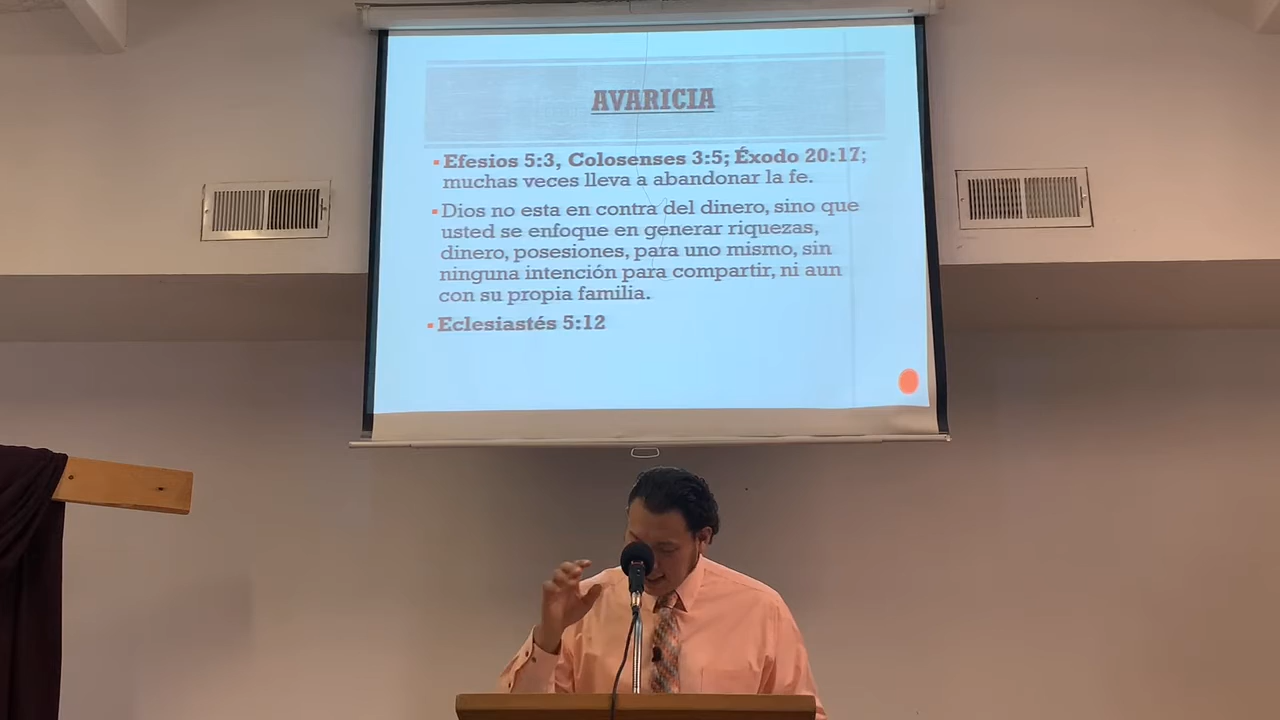 AVARICIA
Efesios 5:3, Colosenses 3:5; Éxodo 20:17;
muchas veces lleva a abandonar la fe.
Dios no esta en contra del dinero, sino que
usted se enfoque en generar riquezas,
dinero, posesiones, para uno mismo, sin
ninguna intención para compartir, ni aun
con su propia familia.
Eclesiastés 5:12